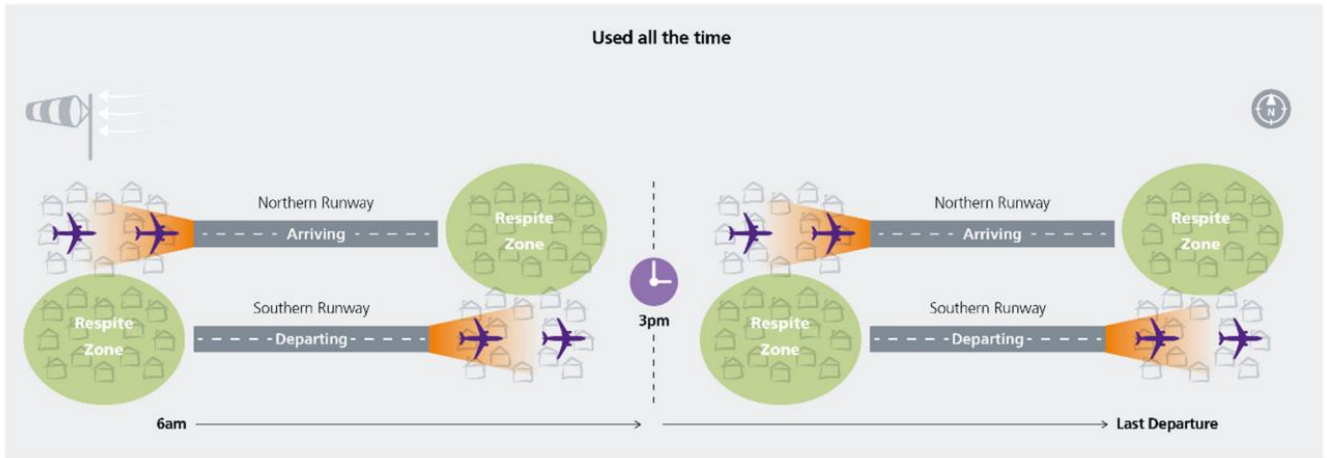 Used all the time
N
Northern Runway
Arriving
Respite
Zone
Southern Runway
Departing
Respite
Zone
3pm
Northern Runway
Arriving
Respite
Zone
Southern Runway
Departing
Respite
Zone
6am
Last Departure